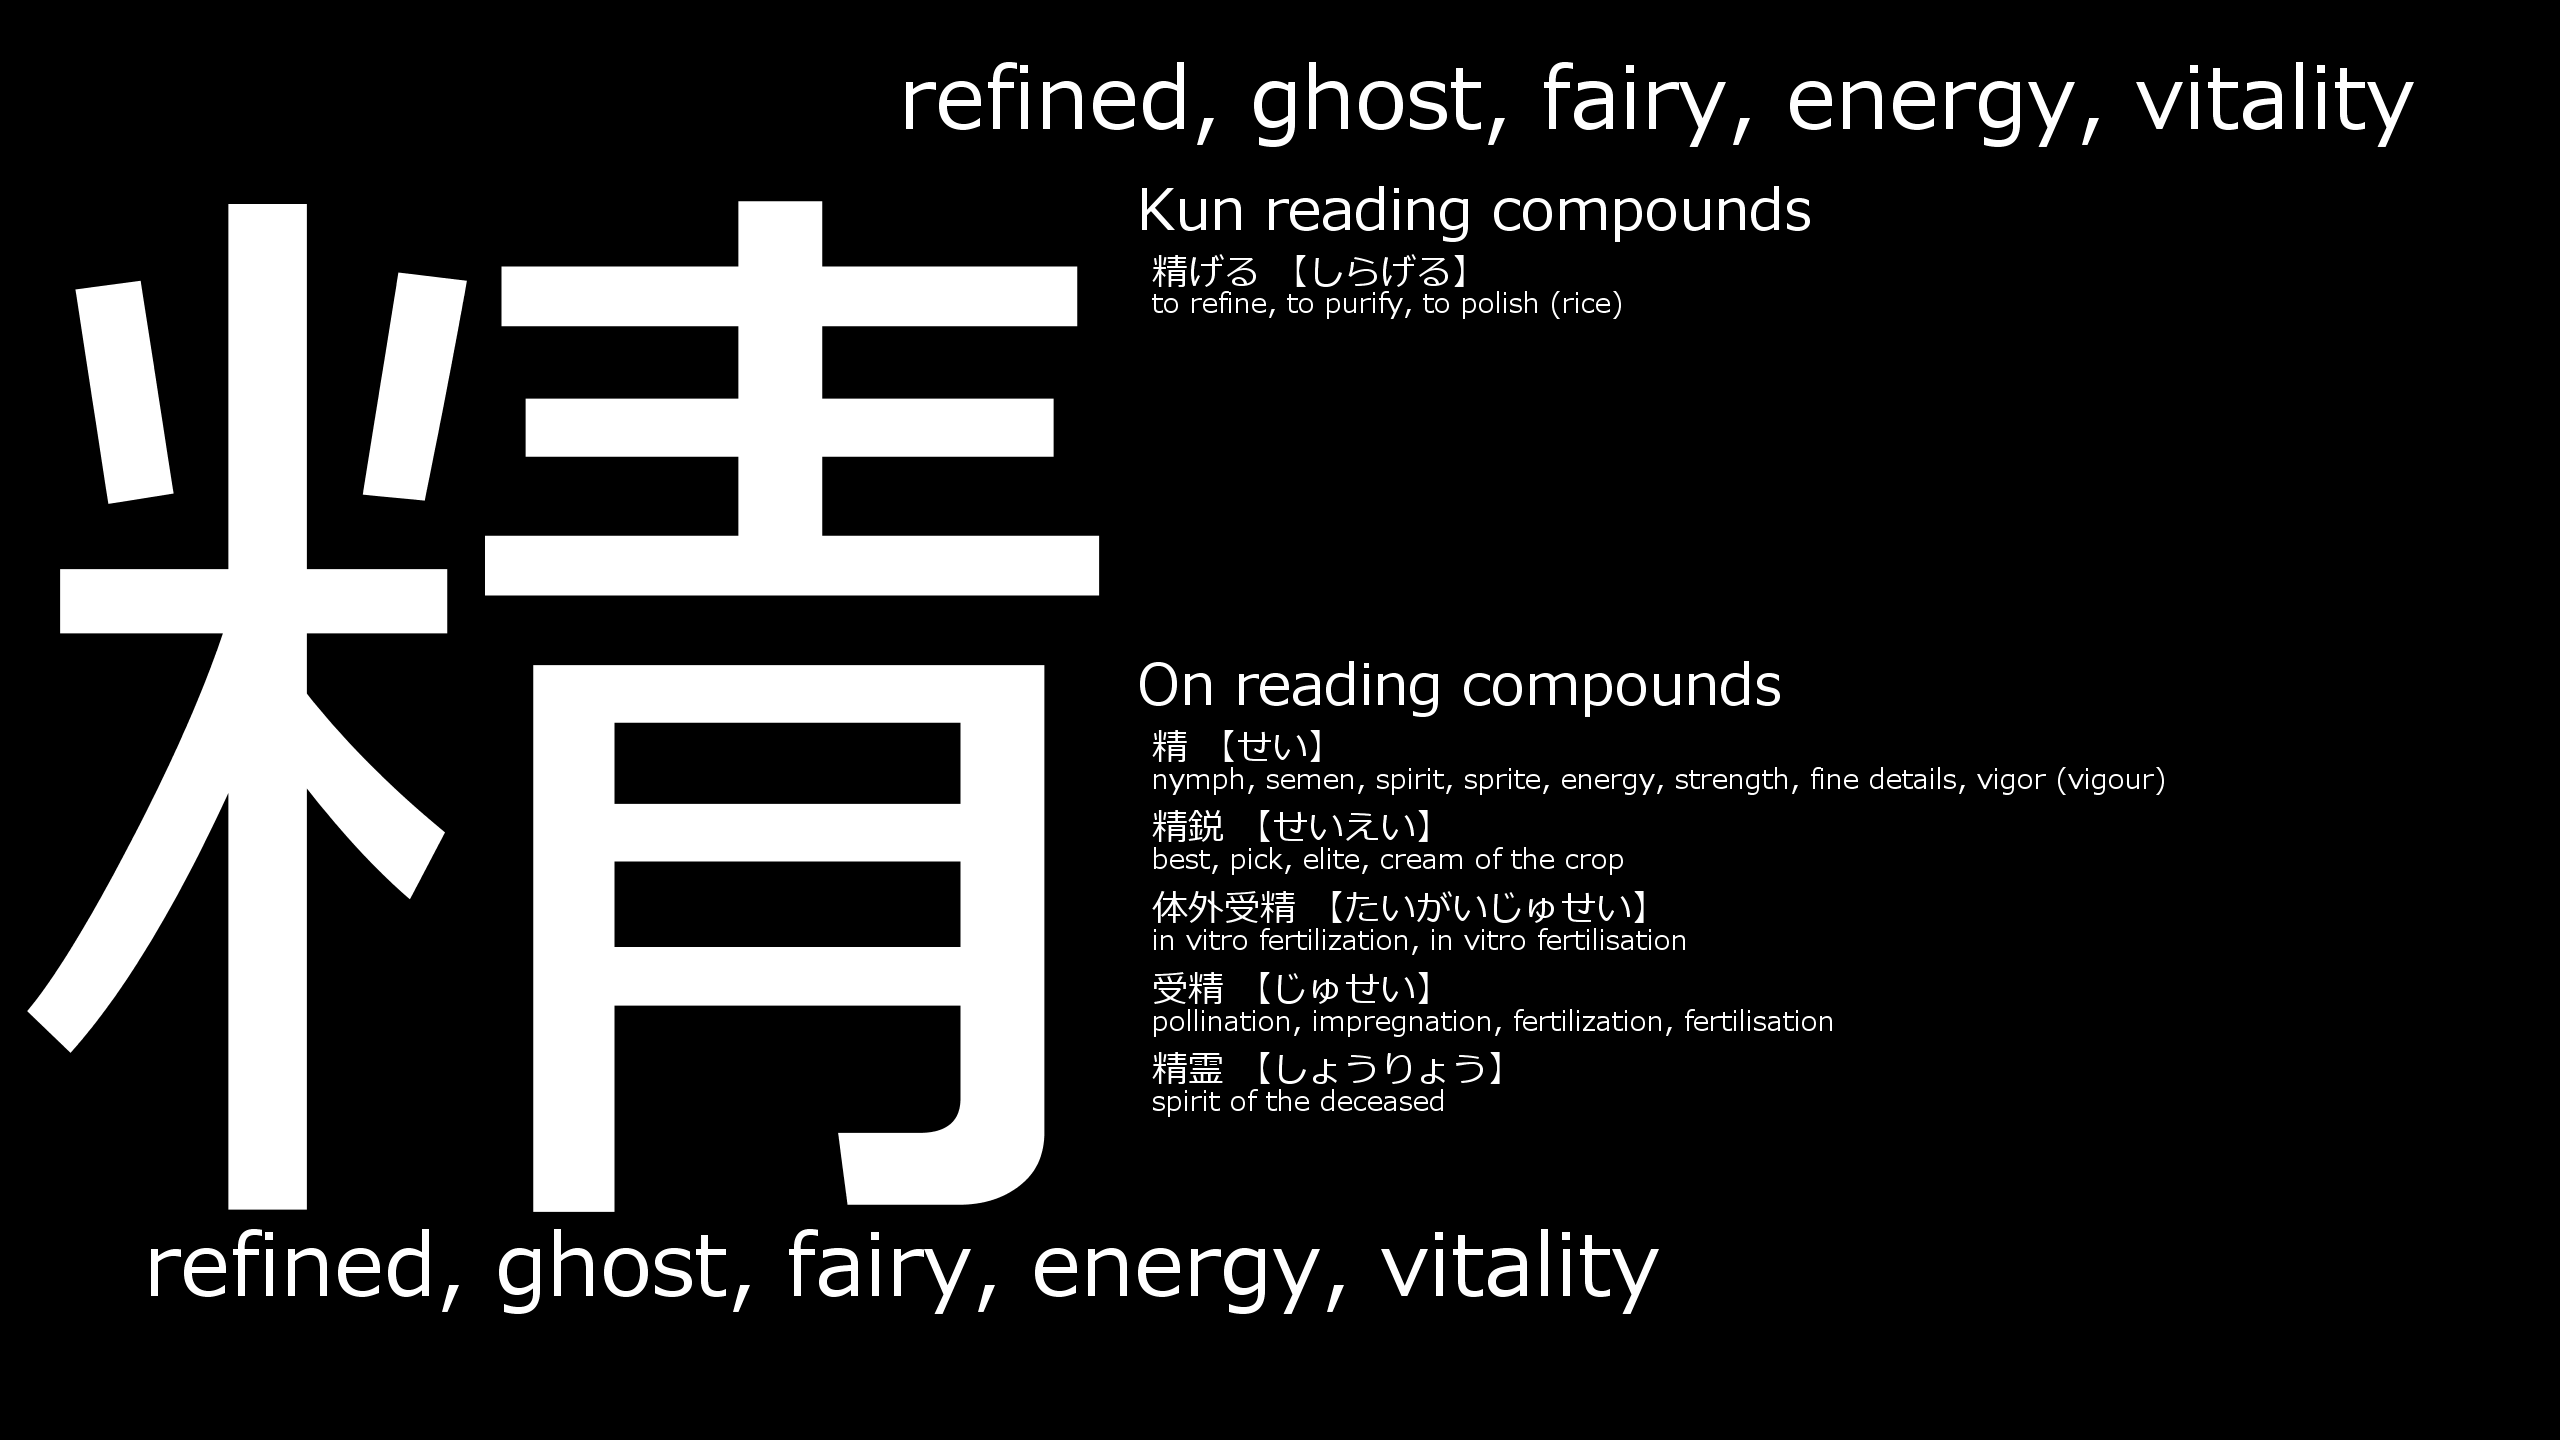 refined, ghost, fairy, energy, vitality
精
Kun reading compounds
精げる 【しらげる】
to refine, to purify, to polish (rice)
On reading compounds
精 【せい】
nymph, semen, spirit, sprite, energy, strength, fine details, vigor (vigour)
精鋭 【せいえい】
best, pick, elite, cream of the crop
体外受精 【たいがいじゅせい】
in vitro fertilization, in vitro fertilisation
受精 【じゅせい】
pollination, impregnation, fertilization, fertilisation
精霊 【しょうりょう】
spirit of the deceased
refined, ghost, fairy, energy, vitality